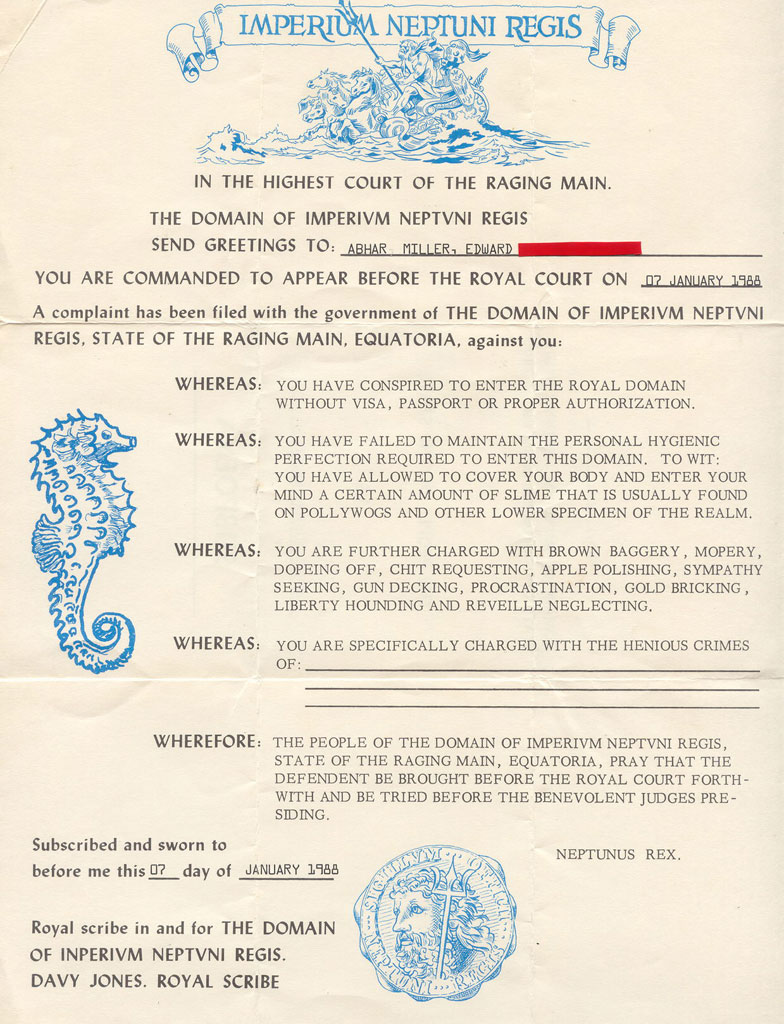 IMPERIUM NEPTUNI REGIS
IN THE HIGHEST COURT OF THE RAGING MAIN.
THE DOMAIN OF IMPERIVM NEPTVNI REGIS
SEND GREETINGS TO: ABHAR MILLER, EDWARD
YOU ARE COMMANDED TO APPEAR BEFORE THE ROYAL COURT ON 07 JANUARY 1988
A complaint has been filed with the government of THE DOMAIN OF IMPERIVM NEPTVNI
REGIS, STATE OF THE RAGING MAIN, EQUATORIA, against you:
WHEREAS: YOU HAVE CONSPIRED TO ENTER THE ROYAL DOMAIN
WITHOUT VISA, PASSPORT OR PROPER AUTHORIZATION.
WHEREAS: YOU HAVE FAILED TO MAINTAIN THE PERSONAL HYGIENIC
PERFECTION REQUIRED TO ENTER THIS DOMAIN. TO WIT:
YOU HAVE ALLOWED TO COVER YOUR BODY AND ENTER YOUR
MIND A CERTAIN AMOUNT OF SLIME THAT IS USUALLY FOUND
ON POLLYWOGS AND OTHER LOWER SPECIMEN OF THE REALM.
WHEREAS: YOU ARE FURTHER CHARGED WITH BROWN BAGGERY, MOPERY,
DOPEING OFF, CHIT REQUESTING, APPLE POLISHING, SYMPATHY
SEEKING, GUN DECKING, PROCRASTINATION, GOLD BRICKING,
LIBERTY HOUNDING AND REVEILLE NEGLECTING.
WHEREAS: YOU ARE SPECIFICALLY CHARGED WITH THE HENIOUS CRIMES
OF:
WHEREFORE: THE PEOPLE OF THE DOMAIN OF IMPERIVM NEPTVNI REGIS,
STATE OF THE RAGING MAIN, EQUATORIA, PRAY THAT THE
DEFENDENT BE BROUGHT BEFORE THE ROYAL COURT FORTH-
WITH AND BE TRIED BEFORE THE BENEVOLENT JUDGES PRE-
SIDING.
Subscribed and sworn to
before me this 07 day of JANUARY 1988
NEPTUNUS REX.
Royal scribe in and for THE DOMAIN
OF INPERIVM NEPTVNI REGIS.
DAVY JONES. ROYAL SCRIBE
SIGILLVM OFFICII
NEPTUNI REGIS